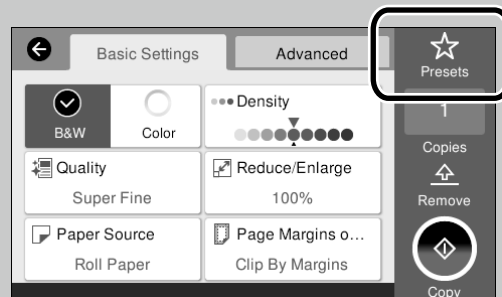 Basic Settings
Advanced
Presets
B&W
Color
Density
1
Copies
Quality
Super Fine
Reduce/Enlarge
100%
Remove
Paper Source
Roll Paper
Page Margins o...
Clip By Margins
Copy